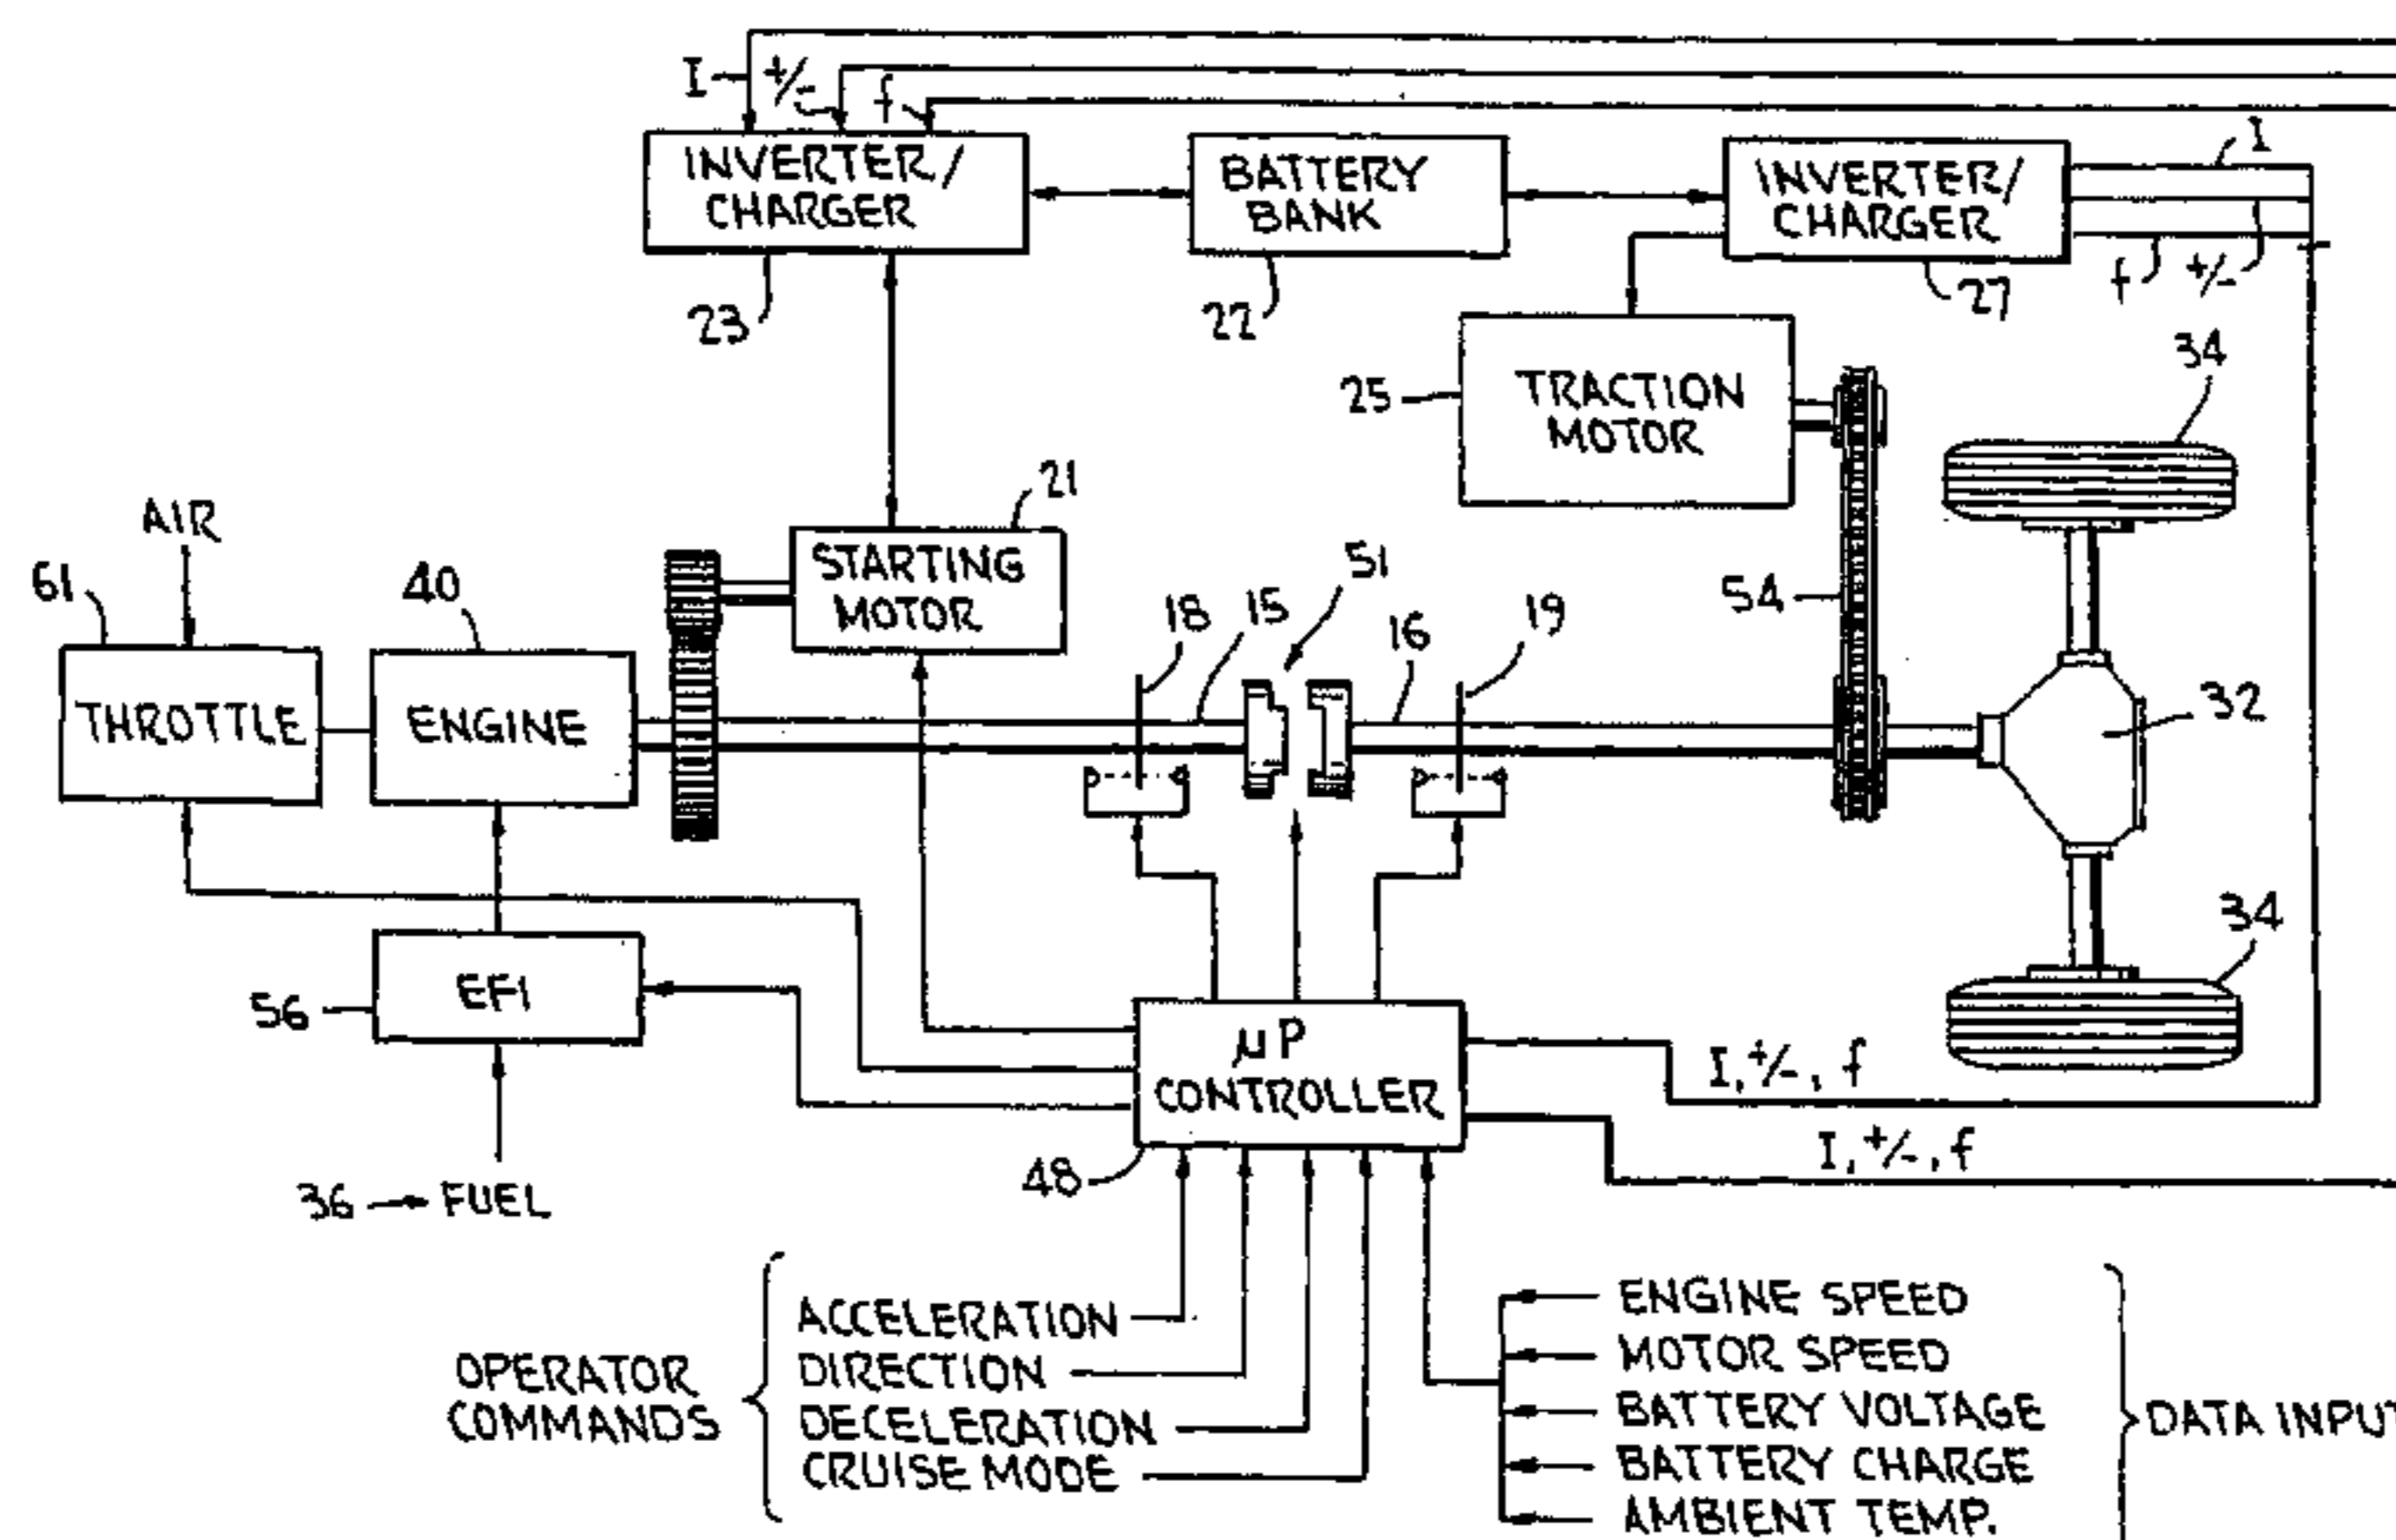 I
+/-
f
INVERTER/
CHARGER
BATTERY
BANK
INVERTER/
CHARGER
I
f
+/-
23
22
27
TRACTION
MOTOR
25
34
AIR
21
STARTING
MOTOR
61
40
18
15
51
16
19
54
THROTTLE
ENGINE
32
EFI
56
34
µP
CONTROLLER
I, +/-, f
I, +/-, f
48
36
FUEL
OPERATOR
COMMANDS
ACCELERATION
DIRECTION
DECELERATION
CRUISE MODE
ENGINE SPEED
MOTOR SPEED
BATTERY VOLTAGE
BATTERY CHARGE
AMBIENT TEMP.
DATA INPUT